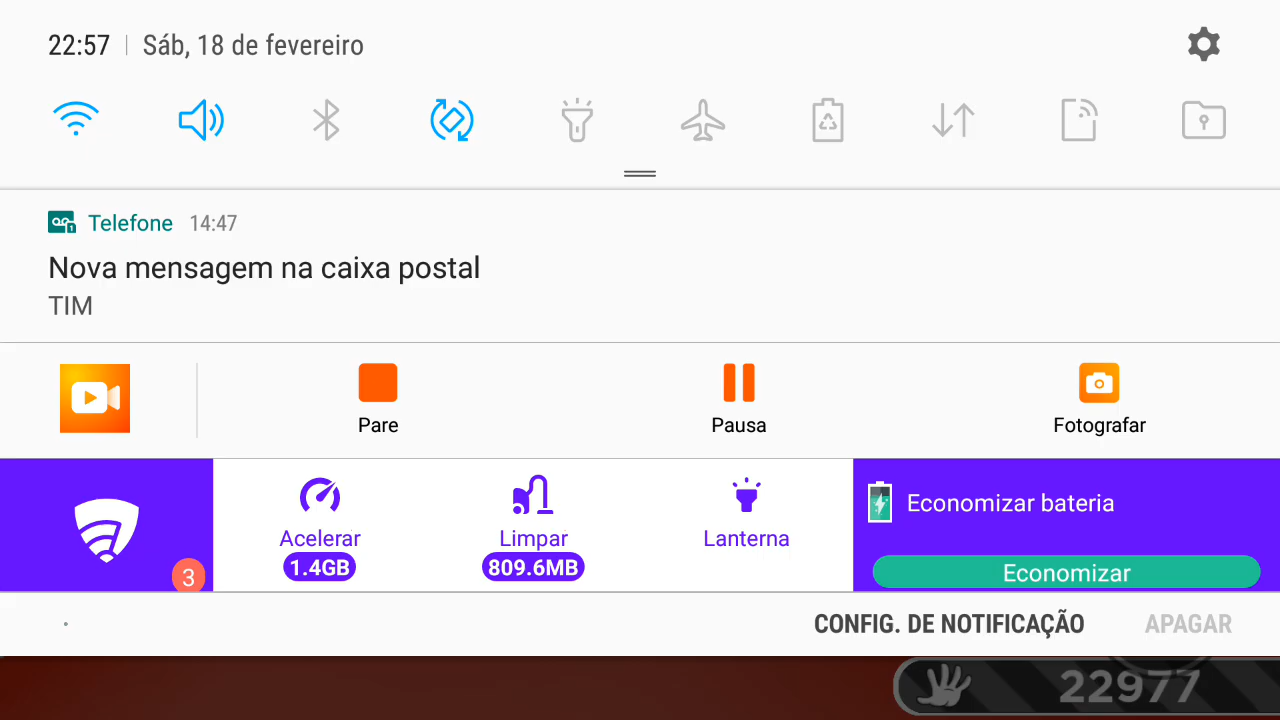 22:57 | Sáb, 18 de fevereiro
Telefone 14:47
Nova mensagem na caixa postal
TIM
Pare Pausa Fotografar
Acelerar Limpar Lanterna Economizar bateria
1.4GB 809.6MB Economizar
3
CONFIG. DE NOTIFICAÇÃO APAGAR
22977